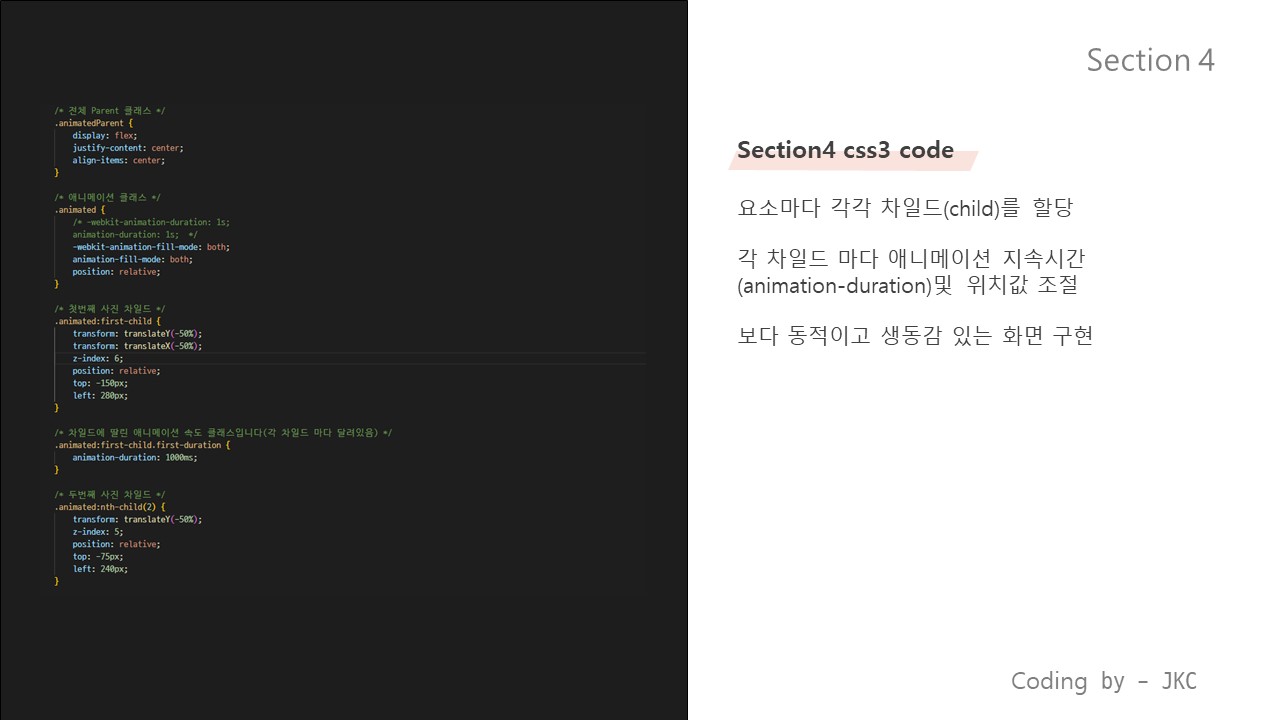 /* 전체 Parent 클래스 */
.animatedParent {
display: flex;
justify-content: center;
align-items: center;
}
/* 애니메이션 클래스 */
.animated {
/* -webkit-animation-duration: 1s;
animation-duration: 1s;  */
-webkit-animation-fill-mode: both;
animation-fill-mode: both;
position: relative;
}
/* 첫번째 사진 차일드 */
.animated:first-child {
transform: translateY(-50%);
transform: translateX(-50%);
z-index: 6;
position: relative;
top: -150px;
left: 280px;
}
/* 차일드에 딸린 애니메이션 속도 클래스입니다(각 차일드 마다 달려있음) */
.animated:first-child.first-duration {
animation-duration: 1000ms;
}
/* 두번째 사진 차일드 */
.animated:nth-child(2) {
transform: translateY(-50%);
z-index: 5;
position: relative;
top: -75px;
left: 240px;
}
Section 4
Section4 css3 code
요소마다 각각 차일드(child)를 할당
각 차일드 마다 애니메이션 지속시간
(animation-duration)및 위치값 조절
보다 동적이고 생동감 있는 화면 구현
Coding by - JKC